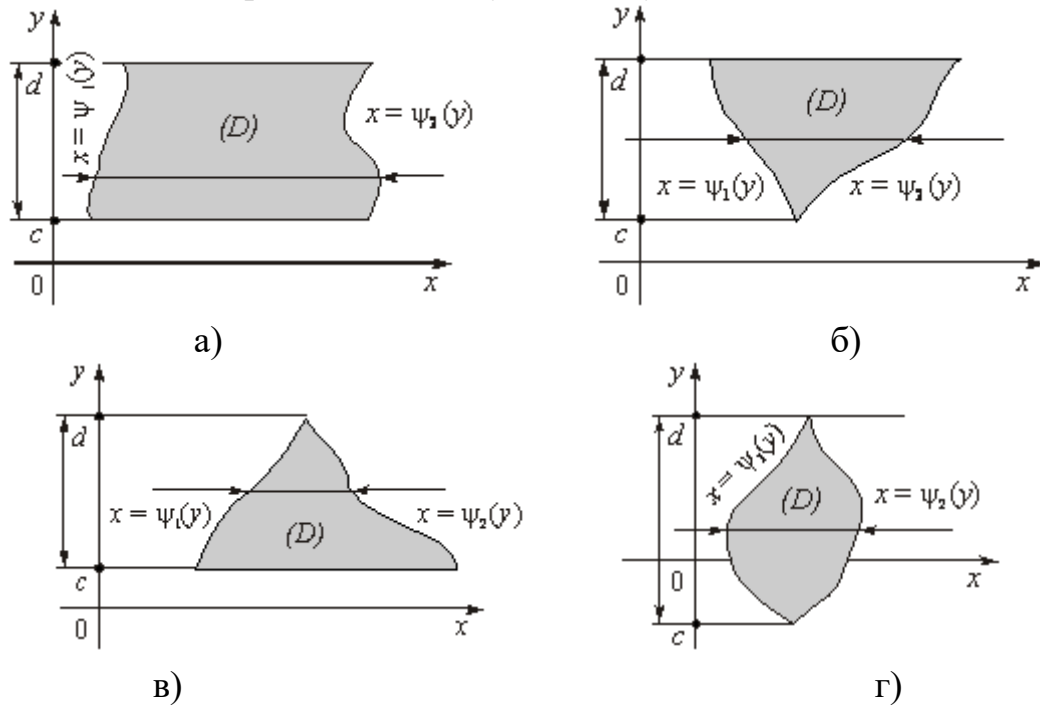 y
d
x = ψ₁(y)
(D)
x = ψ₂(y)
c
0
x
а)
y
d
(D)
x = ψ₁(y)
x = ψ₂(y)
c
0
x
б)
y
d
x = ψ₁(y)
x = ψ₂(y)
(D)
c
0
x
в)
y
d
x = ψ₁(y)
(D)
x = ψ₂(y)
0
x
c
г)